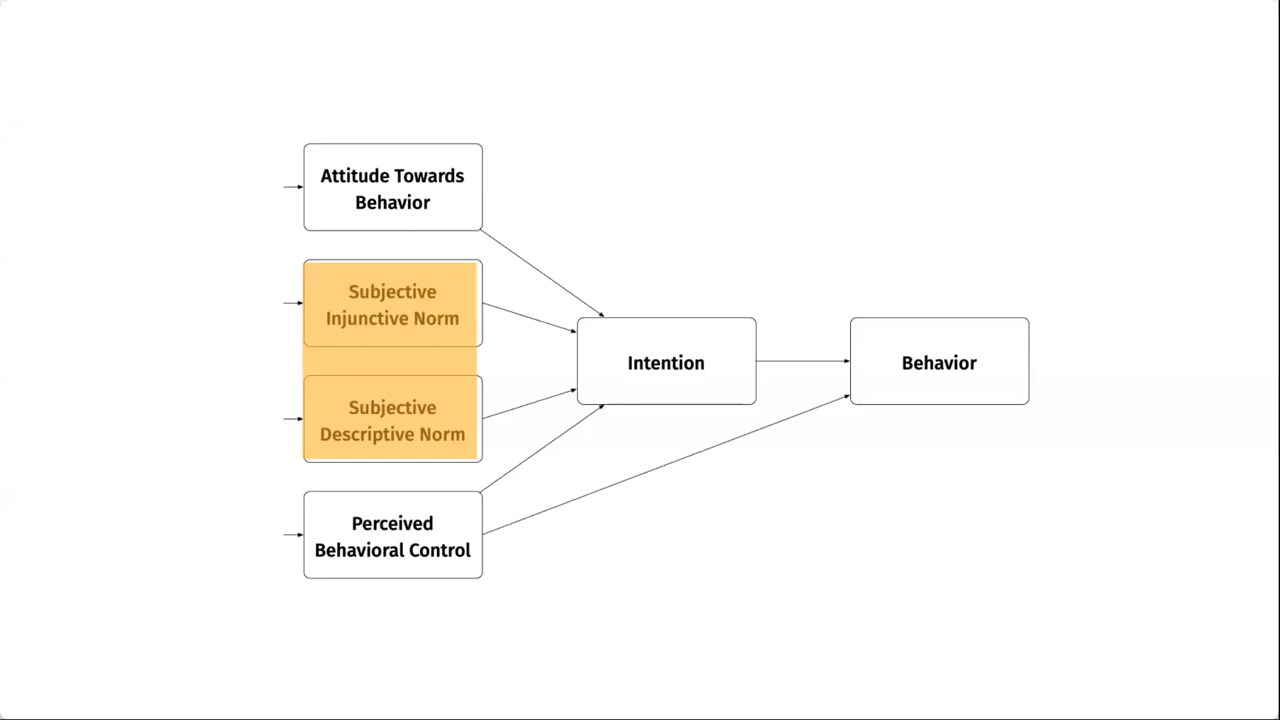 Attitude Towards
Behavior
Subjective
Injunctive Norm
Subjective
Descriptive Norm
Perceived
Behavioral Control
Intention
Behavior